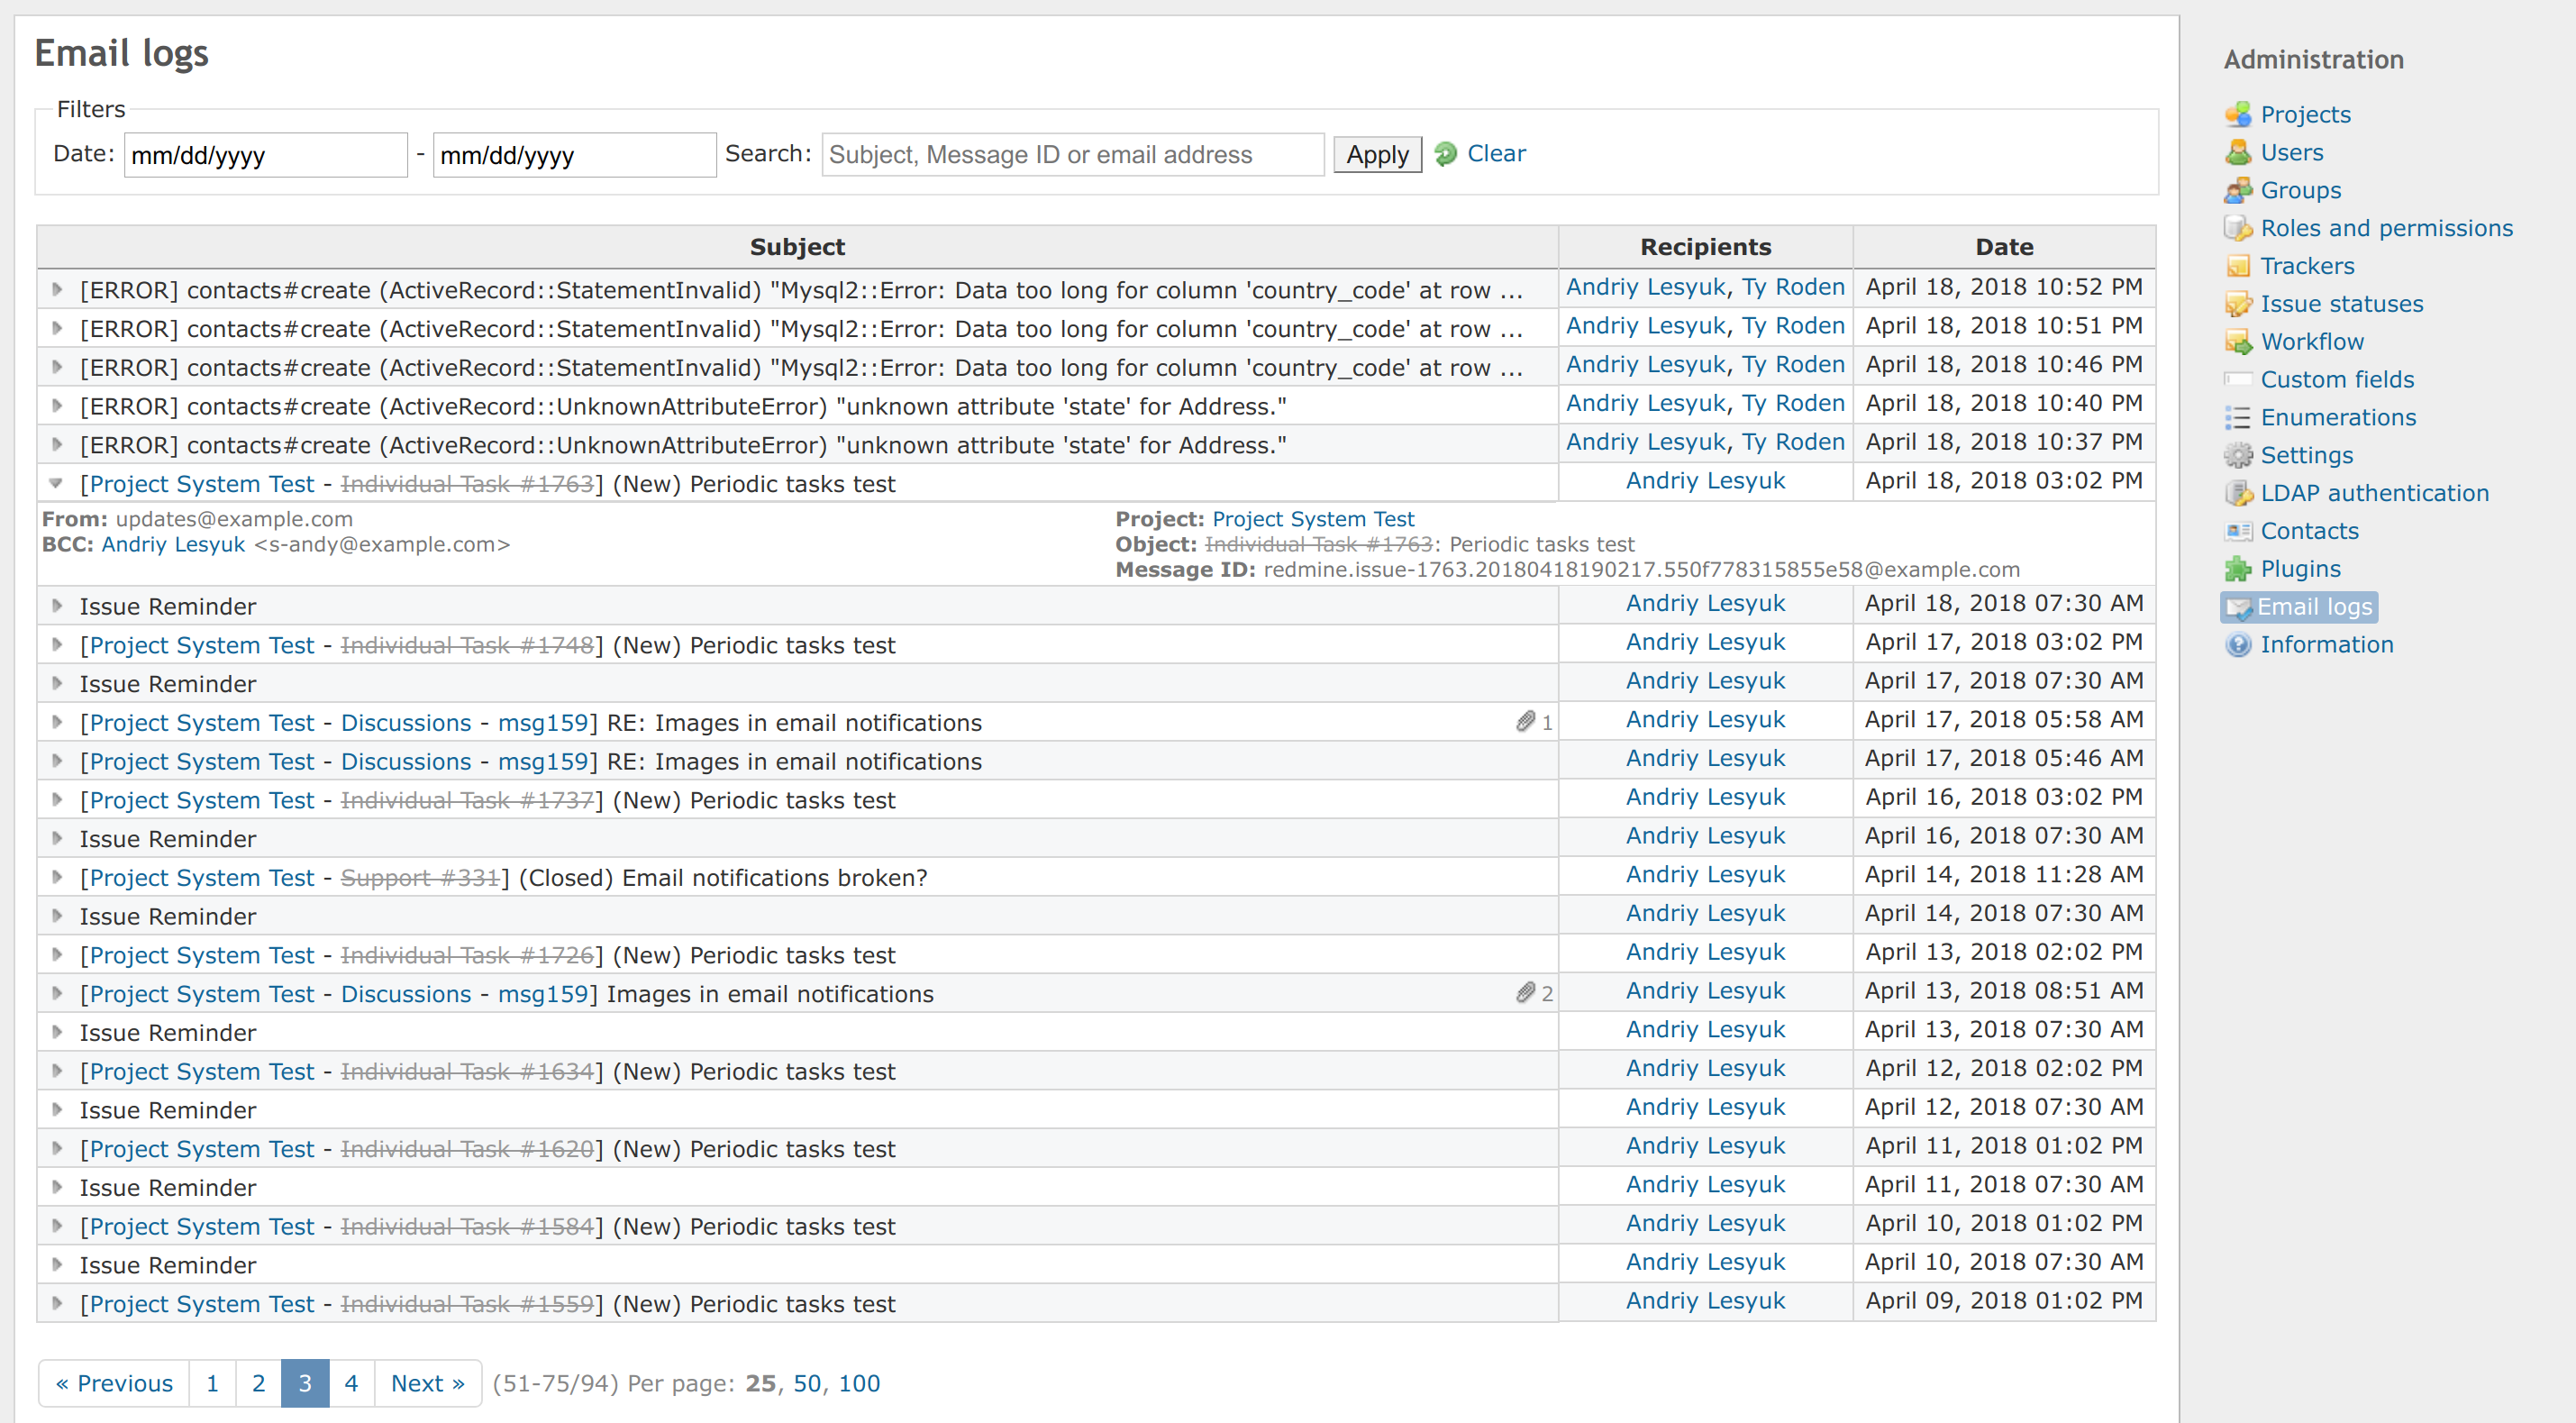 Email logs
Filters
Date: mm/dd/yyyy - mm/dd/yyyy Search: Subject, Message ID or email address Apply Clear
Subject Recipients Date
[ERROR] contacts#create (ActiveRecord::StatementInvalid) "Mysql2::Error: Data too long for column 'country_code' at row ... Andriy Lesyuk, Ty Roden April 18, 2018 10:52 PM
[ERROR] contacts#create (ActiveRecord::StatementInvalid) "Mysql2::Error: Data too long for column 'country_code' at row ... Andriy Lesyuk, Ty Roden April 18, 2018 10:51 PM
[ERROR] contacts#create (ActiveRecord::StatementInvalid) "Mysql2::Error: Data too long for column 'country_code' at row ... Andriy Lesyuk, Ty Roden April 18, 2018 10:46 PM
[ERROR] contacts#create (ActiveRecord::UnknownAttributeError) "unknown attribute 'state' for Address." Andriy Lesyuk, Ty Roden April 18, 2018 10:40 PM
[ERROR] contacts#create (ActiveRecord::UnknownAttributeError) "unknown attribute 'state' for Address." Andriy Lesyuk, Ty Roden April 18, 2018 10:37 PM
[Project System Test - Individual Task #1763] (New) Periodic tasks test Andriy Lesyuk April 18, 2018 03:02 PM
From: updates@example.com Project: Project System Test
BCC: Andriy Lesyuk <s-andy@example.com> Object: Individual Task #1763: Periodic tasks test
Message ID: redmine.issue-1763.20180418190217.550f778315855e58@example.com
Issue Reminder Andriy Lesyuk April 18, 2018 07:30 AM
[Project System Test - Individual Task #1748] (New) Periodic tasks test Andriy Lesyuk April 17, 2018 03:02 PM
Issue Reminder Andriy Lesyuk April 17, 2018 07:30 AM
[Project System Test - Discussions - msg159] RE: Images in email notifications 1 Andriy Lesyuk April 17, 2018 05:58 AM
[Project System Test - Discussions - msg159] RE: Images in email notifications Andriy Lesyuk April 17, 2018 05:46 AM
[Project System Test - Individual Task #1737] (New) Periodic tasks test Andriy Lesyuk April 16, 2018 03:02 PM
Issue Reminder Andriy Lesyuk April 16, 2018 07:30 AM
[Project System Test - Support #331] (Closed) Email notifications broken? Andriy Lesyuk April 14, 2018 11:28 AM
Issue Reminder Andriy Lesyuk April 14, 2018 07:30 AM
[Project System Test - Individual Task #1726] (New) Periodic tasks test Andriy Lesyuk April 13, 2018 02:02 PM
[Project System Test - Discussions - msg159] Images in email notifications 2 Andriy Lesyuk April 13, 2018 08:51 AM
Issue Reminder Andriy Lesyuk April 13, 2018 07:30 AM
[Project System Test - Individual Task #1634] (New) Periodic tasks test Andriy Lesyuk April 12, 2018 02:02 PM
Issue Reminder Andriy Lesyuk April 12, 2018 07:30 AM
[Project System Test - Individual Task #1620] (New) Periodic tasks test Andriy Lesyuk April 11, 2018 01:02 PM
Issue Reminder Andriy Lesyuk April 11, 2018 07:30 AM
[Project System Test - Individual Task #1584] (New) Periodic tasks test Andriy Lesyuk April 10, 2018 01:02 PM
Issue Reminder Andriy Lesyuk April 10, 2018 07:30 AM
[Project System Test - Individual Task #1559] (New) Periodic tasks test Andriy Lesyuk April 09, 2018 01:02 PM
« Previous 1 2 3 4 Next » (51-75/94) Per page: 25, 50, 100
Administration
Projects
Users
Groups
Roles and permissions
Trackers
Issue statuses
Workflow
Custom fields
Enumerations
Settings
LDAP authentication
Contacts
Plugins
Email logs
Information